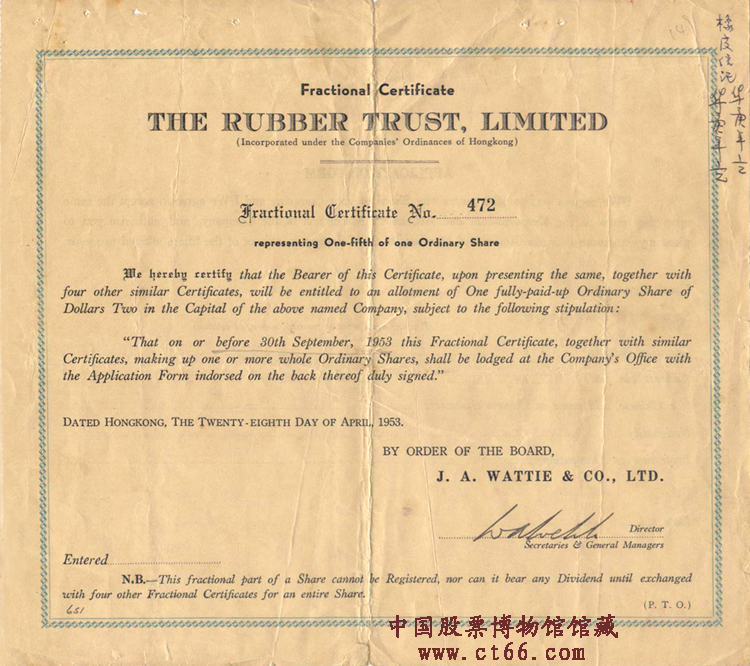 (4)
橡皮信託
Fractional Certificate
THE RUBBER TRUST, LIMITED
(Incorporated under the Companies' Ordinances of Hongkong)
Fractional Certificate No. 472
representing One-fifth of one Ordinary Share
We hereby certify that the Bearer of this Certificate, upon presenting the same, together with
four other similar Certificates, will be entitled to an allotment of One fully-paid-up Ordinary Share of
Dollars Two in the Capital of the above named Company, subject to the following stipulation:
"That on or before 30th September, 1953 this Fractional Certificate, together with similar
Certificates, making up one or more whole Ordinary Shares, shall be lodged at the Company's Office with
the Application Form indorsed on the back thereof duly signed."
DATED HONGKONG, THE TWENTY-EIGHTH DAY OF APRIL, 1953.
BY ORDER OF THE BOARD,
J. A. WATTIE & CO., LTD.
Director
Secretaries & General Managers
Entered
N.B.—This fractional part of a Share cannot be Registered, nor can it bear any Dividend until exchanged
with four other Fractional Certificates for an entire Share.
651
(P. T. O.)
中国股票博物馆馆藏
www.ct66.com